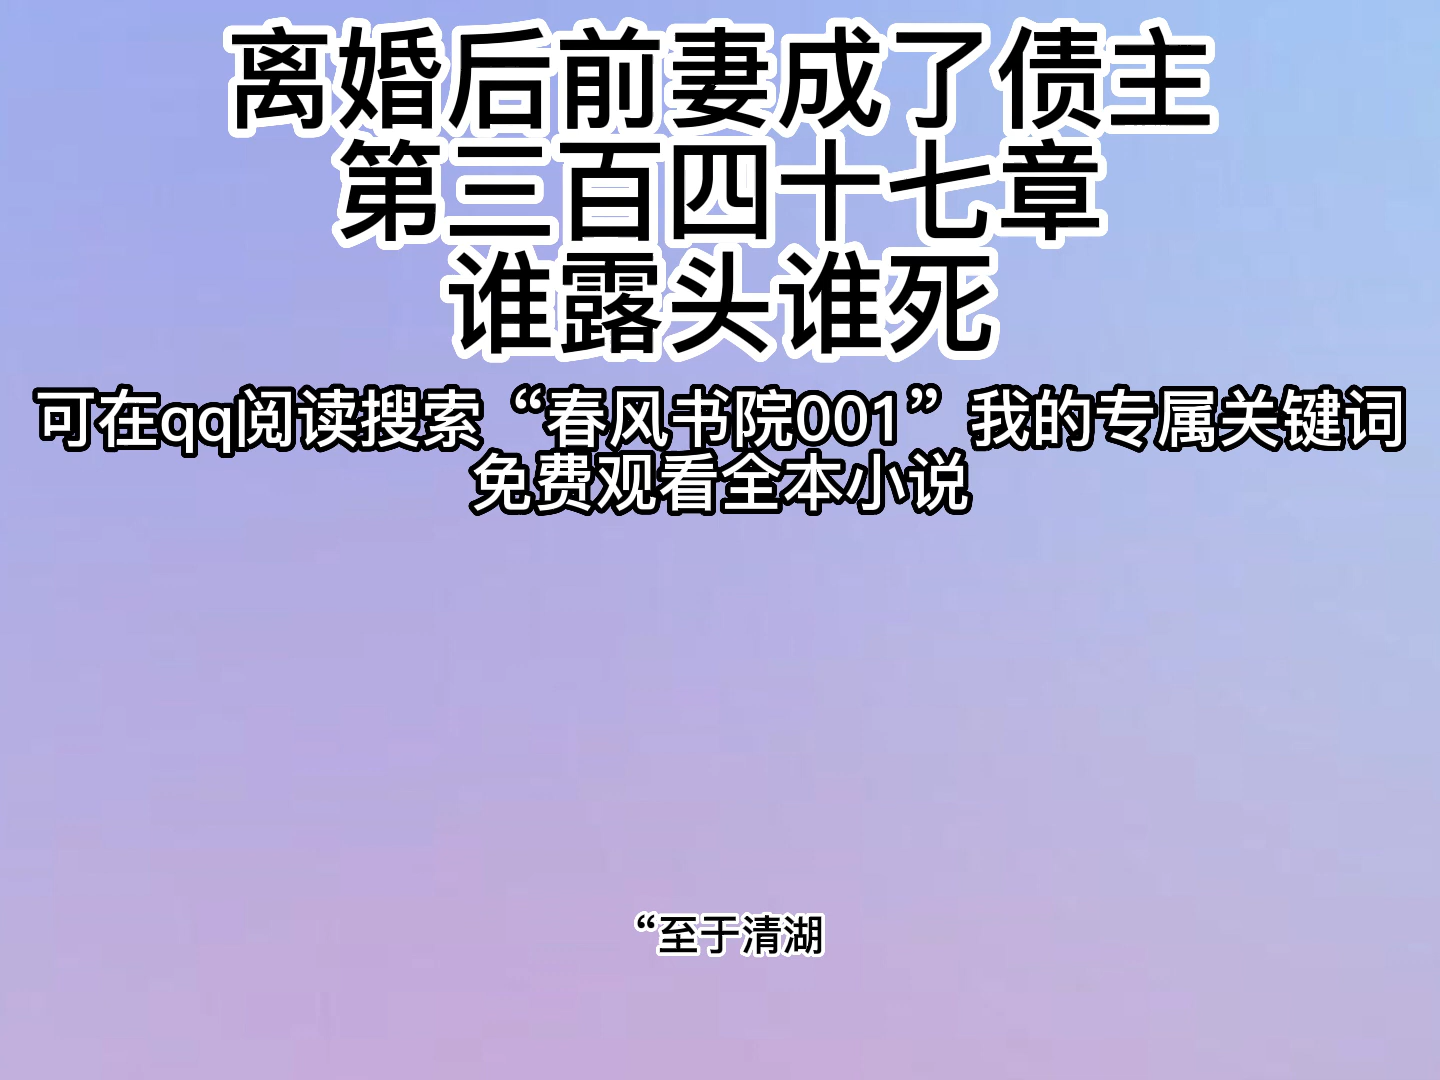 离婚后前妻成了债主
第三百四十七章
谁露头谁死
可在qq阅读搜索“春风书院001”我的专属关键词
免费观看全本小说
“至于清湖